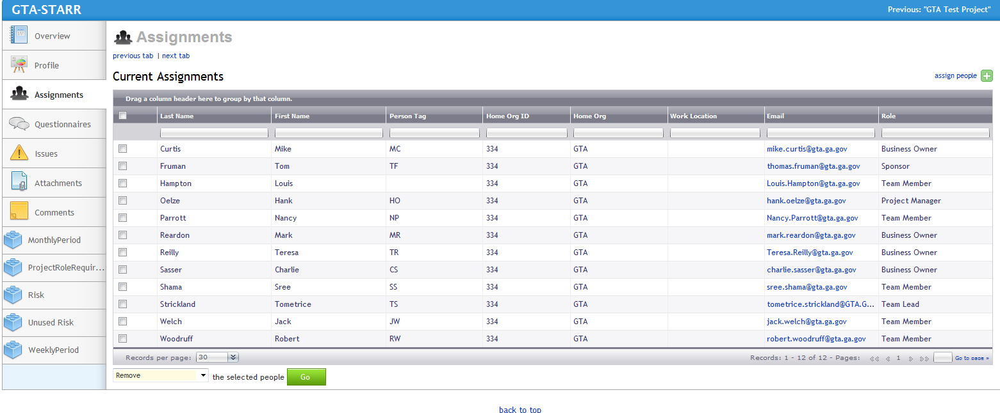 GTA-STARR
Previous: "GTA Test Project"
Overview
Profile
Assignments
Questionnaires
Issues
Attachments
Comments
MonthlyPeriod
ProjectRoleRequir...
Risk
Unused Risk
WeeklyPeriod
Assignments
previous tab | next tab
Current Assignments
assign people
Drag a column header here to group by that column.
Last Name First Name Person Tag Home Org ID Home Org Work Location Email Role
Curtis Mike MC 334 GTA mike.curtis@gta.ga.gov Business Owner
Fruman Tom TF 334 GTA thomas.fruman@gta.ga.gov Sponsor
Hampton Louis 334 GTA Louis.Hampton@gta.ga.gov Team Member
Oelze Hank HO 334 GTA hank.oelze@gta.ga.gov Project Manager
Parrott Nancy NP 334 GTA Nancy.Parrott@gta.ga.gov Team Member
Reardon Mark MR 334 GTA mark.reardon@gta.ga.gov Business Owner
Reilly Teresa TR 334 GTA Teresa.Reilly@gta.ga.gov Business Owner
Sasser Charlie CS 334 GTA charlie.sasser@gta.ga.gov Business Owner
Shama Sree SS 334 GTA sree.shama@gta.ga.gov Team Member
Strickland Tometrice TS 334 GTA tometrice.strickland@GTA.G... Team Lead
Welch Jack JW 334 GTA jack.welch@gta.ga.gov Team Member
Woodruff Robert RW 334 GTA robert.woodruff@gta.ga.gov Team Member
Records per page: 30
Records: 1 - 12 of 12 - Pages: << < 1 > >> Go to page »
Remove the selected people Go
back to top